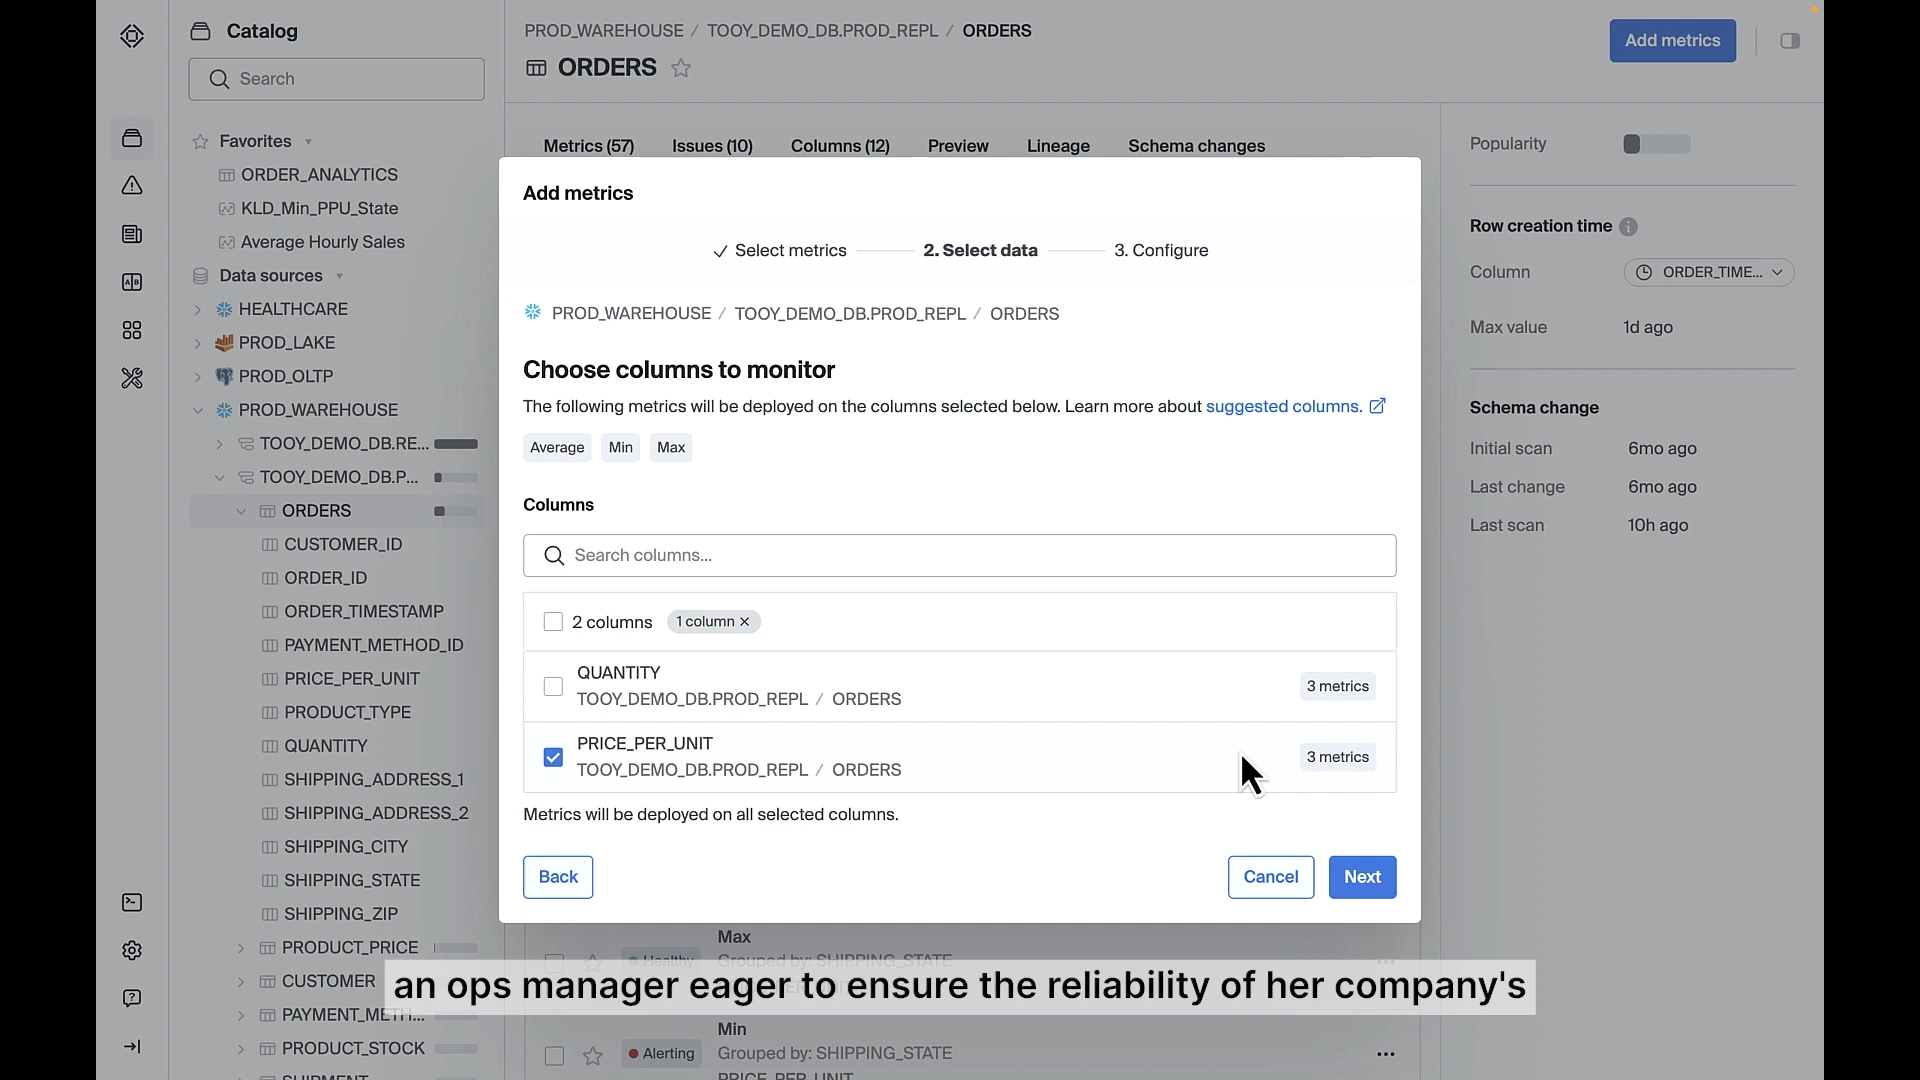 Catalog
Search
Favorites
ORDER_ANALYTICS
KLD_Min_PPU_State
Average Hourly Sales
Data sources
HEALTHCARE
PROD_LAKE
PROD_OLTP
PROD_WAREHOUSE
TOOY_DEMO_DB.RE...
TOOY_DEMO_DB.P...
ORDERS
CUSTOMER_ID
ORDER_ID
ORDER_TIMESTAMP
PAYMENT_METHOD_ID
PRICE_PER_UNIT
PRODUCT_TYPE
QUANTITY
SHIPPING_ADDRESS_1
SHIPPING_ADDRESS_2
SHIPPING_CITY
SHIPPING_STATE
SHIPPING_ZIP
PRODUCT_PRICE
CUSTOMER
PAYMENT_METH...
PRODUCT_STOCK
SHIPMENT
PROD_WAREHOUSE / TOOY_DEMO_DB.PROD_REPL / ORDERS
ORDERS
Add metrics
Metrics (57) Issues (10) Columns (12) Preview Lineage Schema changes
Add metrics
Select metrics 2. Select data 3. Configure
PROD_WAREHOUSE / TOOY_DEMO_DB.PROD_REPL / ORDERS
Choose columns to monitor
The following metrics will be deployed on the columns selected below. Learn more about suggested columns.
Average Min Max
Columns
Search columns...
2 columns 1 column ×
QUANTITY
TOOY_DEMO_DB.PROD_REPL / ORDERS
3 metrics
PRICE_PER_UNIT
TOOY_DEMO_DB.PROD_REPL / ORDERS
3 metrics
Metrics will be deployed on all selected columns.
Back Cancel Next
Max
Healthy Grouped by: SHIPPING_STATE
an ops manager eager to ensure the reliability of her company's
Min
Alerting Grouped by: SHIPPING_STATE
PRICE_PER_UNIT
Popularity
Row creation time
Column ORDER_TIME...
Max value 1d ago
Schema change
Initial scan 6mo ago
Last change 6mo ago
Last scan 10h ago